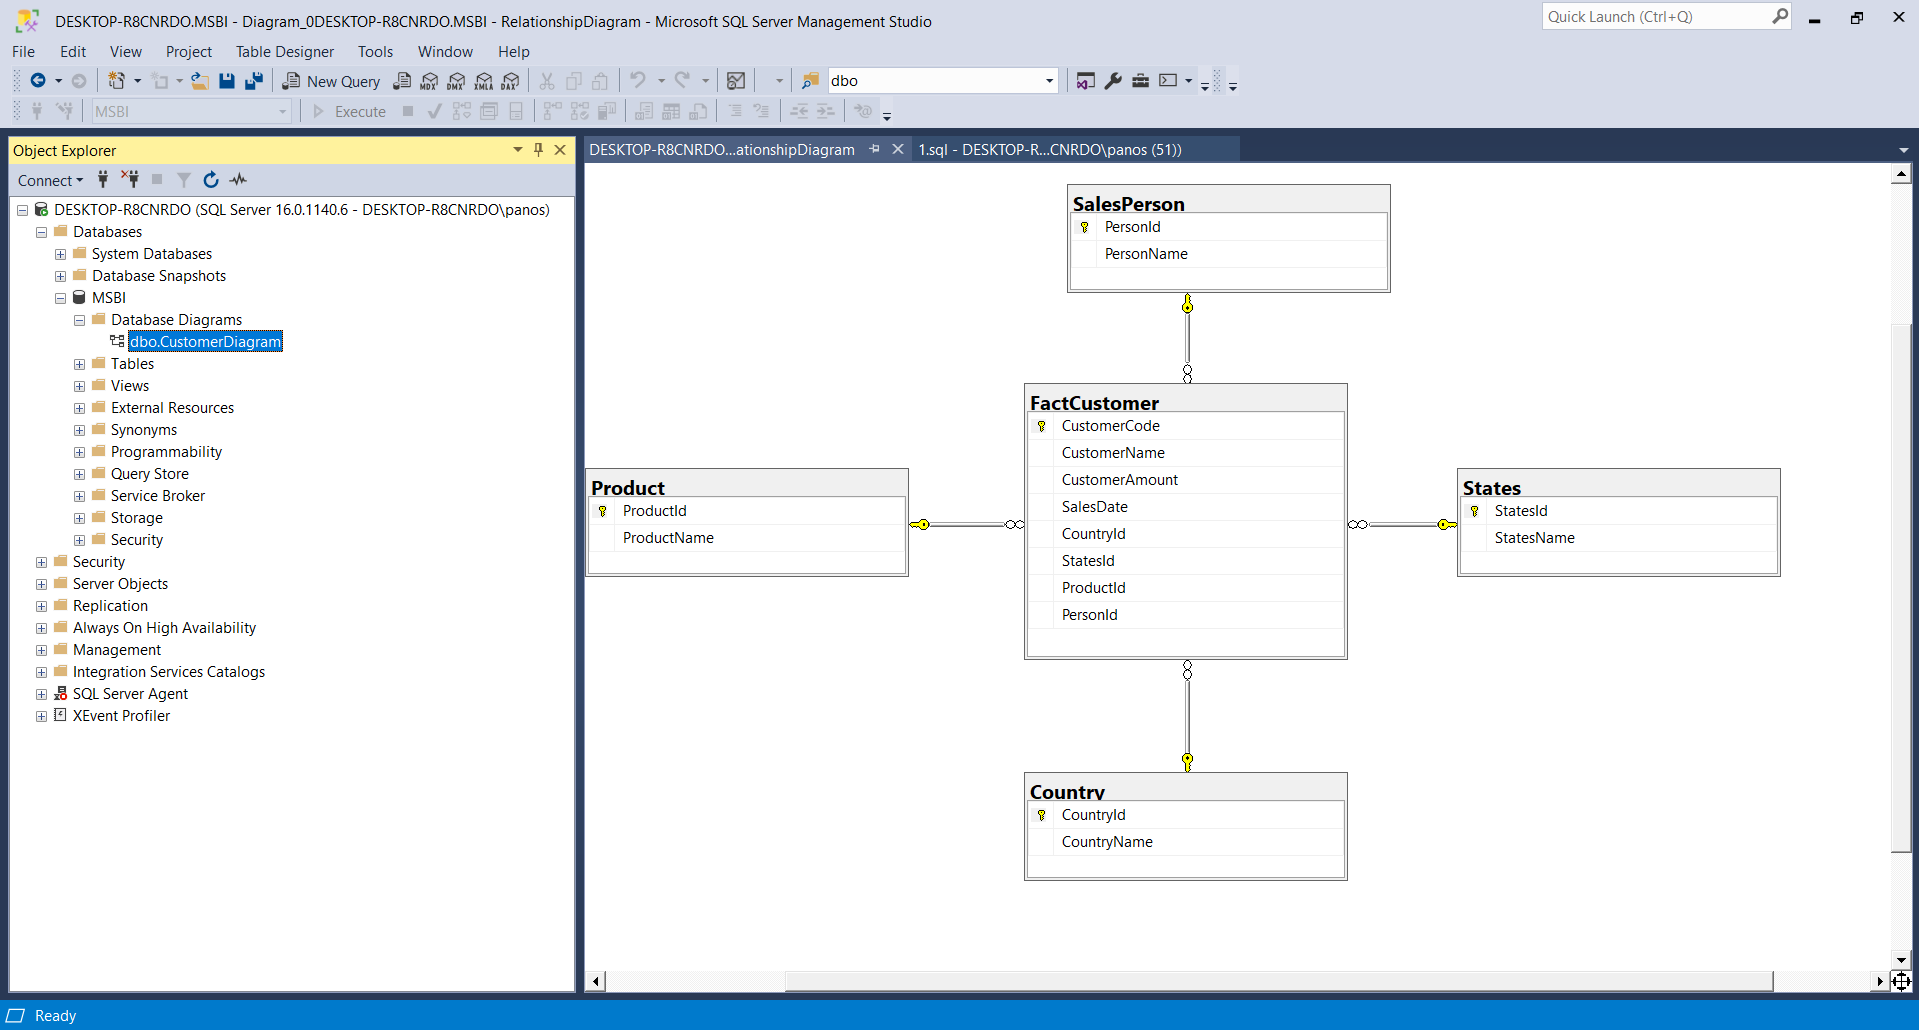 DESKTOP-R8CNRDO.MSBI - Diagram_0DESKTOP-R8CNRDO.MSBI - RelationshipDiagram - Microsoft SQL Server Management Studio
Quick Launch (Ctrl+Q)
File Edit View Project Table Designer Tools Window Help
New Query MDX DMX XMLA DAX dbo
MSBI Execute
Object Explorer
DESKTOP-R8CNRDO...ationshipDiagram
1.sql - DESKTOP-R...CNRDO\panos (51))
Connect
DESKTOP-R8CNRDO (SQL Server 16.0.1140.6 - DESKTOP-R8CNRDO\panos)
Databases
System Databases
Database Snapshots
MSBI
Database Diagrams
dbo.CustomerDiagram
Tables
Views
External Resources
Synonyms
Programmability
Query Store
Service Broker
Storage
Security
Security
Server Objects
Replication
Always On High Availability
Management
Integration Services Catalogs
SQL Server Agent
XEvent Profiler
SalesPerson
PersonId
PersonName
FactCustomer
CustomerCode
CustomerName
CustomerAmount
SalesDate
CountryId
StatesId
ProductId
PersonId
Product
ProductId
ProductName
States
StatesId
StatesName
Country
CountryId
CountryName
Ready